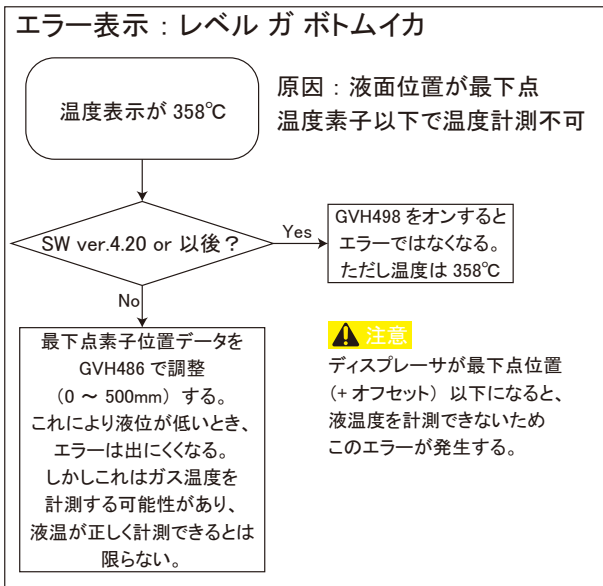 エラー表示：レベル ガ ボトムイカ
温度表示が 358℃
原因：液面位置が最下点
温度素子以下で温度計測不可
SW ver.4.20 or 以後？
Yes
GVH498 をオンすると
エラーではなくなる。
ただし温度は 358℃
No
最下点素子位置データを
GVH486 で調整
（0 ～ 500mm）する。
これにより液位が低いとき、
エラーは出にくくなる。
しかしこれはガス温度を
計測する可能性があり、
液温が正しく計測できるとは
限らない。
注意
ディスプレーサが最下点位置
（+ オフセット）以下になると、
液温度を計測できないため
このエラーが発生する。